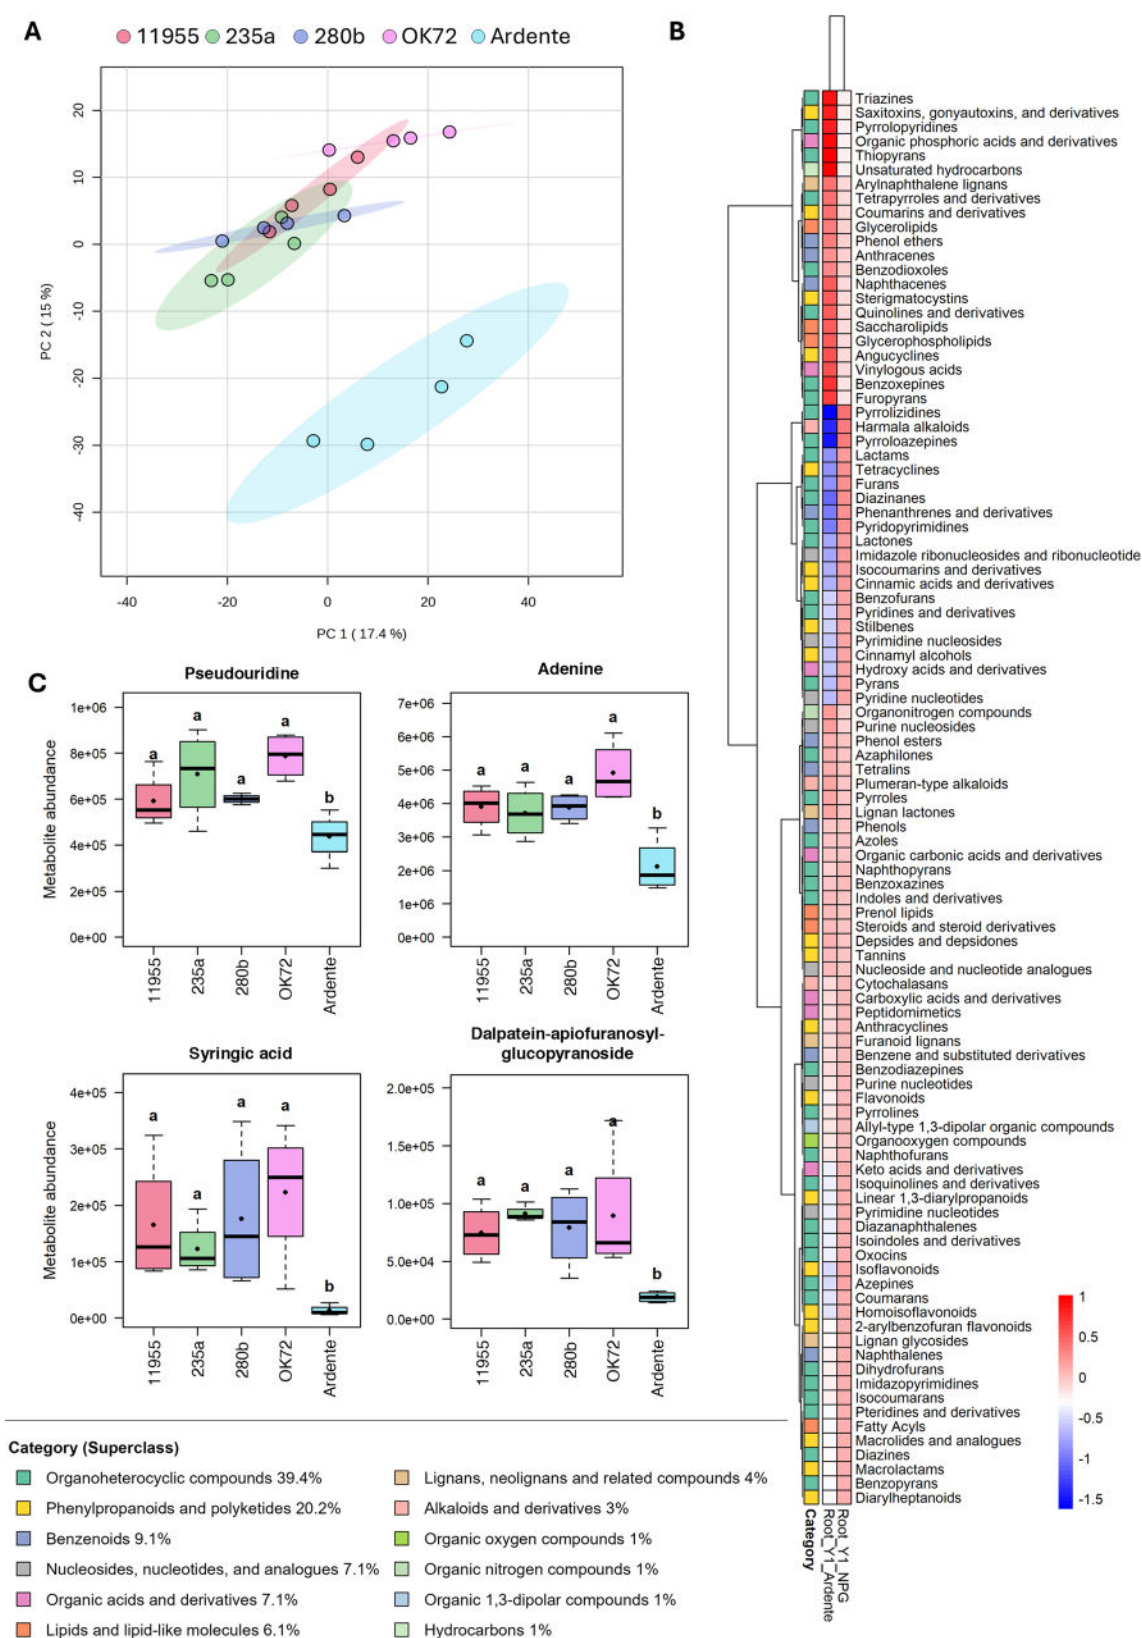 A
11955 235a 280b OK72 Ardente
20
10
0
-10
-20
-30
-40
PC 2 ( 15 %)
-40 -20 0 20 40
PC 1 ( 17.4 %)
B
Triazines
Saxitoxins, gonyautoxins, and derivatives
Pyrrolopyridines
Organic phosphoric acids and derivatives
Thiopyrans
Unsaturated hydrocarbons
Arylnaphthalene lignans
Tetrapyrroles and derivatives
Coumarins and derivatives
Glycerolipids
Phenol ethers
Anthracenes
Benzodioxoles
Naphthacenes
Sterigmatocystins
Quinolines and derivatives
Saccharolipids
Glycerophospholipids
Angucyclines
Vinylogous acids
Benzoxepines
Furopyrans
Pyrrolizidines
Harmala alkaloids
Pyrroloazepines
Lactams
Tetracyclines
Furans
Diazinanes
Phenanthrenes and derivatives
Pyridopyrimidines
Lactones
Imidazole ribonucleosides and ribonucleotide
Isocoumarins and derivatives
Cinnamic acids and derivatives
Benzofurans
Pyridines and derivatives
Stilbenes
Pyrimidine nucleosides
Cinnamyl alcohols
Hydroxy acids and derivatives
Pyrans
Pyridine nucleotides
Organonitrogen compounds
Purine nucleosides
Phenol esters
Azaphilones
Tetralins
Plumeran-type alkaloids
Pyrroles
Lignan lactones
Phenols
Azoles
Organic carbonic acids and derivatives
Naphthopyrans
Benzoxazines
Indoles and derivatives
Prenol lipids
Steroids and steroid derivatives
Depsides and depsidones
Tannins
Nucleoside and nucleotide analogues
Cytochalasans
Carboxylic acids and derivatives
Peptidomimetics
Anthracyclines
Furanoid lignans
Benzene and substituted derivatives
Benzodiazepines
Purine nucleotides
Flavonoids
Pyrrolines
Allyl-type 1,3-dipolar organic compounds
Organooxygen compounds
Naphthofurans
Keto acids and derivatives
Isoquinolines and derivatives
Linear 1,3-diarylpropanoids
Pyrimidine nucleotides
Diazanaphthalenes
Isoindoles and derivatives
Oxocins
Isoflavonoids
Azepines
Coumarans
Homoisoflavonoids
2-arylbenzofuran flavonoids
Lignan glycosides
Naphthalenes
Dihydrofurans
Imidazopyrimidines
Isocoumarans
Pteridines and derivatives
Fatty Acyls
Macrolides and analogues
Diazines
Macrolactams
Benzopyrans
Diarylheptanoids
Category
Root_Y1_Ardente
Root_Y1_NPG
1
0.5
0
-0.5
-1
-1.5
C
Pseudouridine
Metabolite abundance
1e+06
8e+05
6e+05
4e+05
2e+05
0e+00
a a a a b
11955 235a 280b OK72 Ardente
Adenine
7e+06
6e+06
5e+06
4e+06
3e+06
2e+06
1e+06
0e+00
a a a a b
11955 235a 280b OK72 Ardente
Syringic acid
Metabolite abundance
4e+05
3e+05
2e+05
1e+05
0e+00
a a a a b
11955 235a 280b OK72 Ardente
Dalpatein-apiofuranosyl-
glucopyranoside
2.0e+05
1.5e+05
1.0e+05
5.0e+04
0.0e+00
a a a a b
11955 235a 280b OK72 Ardente
Category (Superclass)
Organoheterocyclic compounds 39.4%
Phenylpropanoids and polyketides 20.2%
Benzenoids 9.1%
Nucleosides, nucleotides, and analogues 7.1%
Organic acids and derivatives 7.1%
Lipids and lipid-like molecules 6.1%
Lignans, neolignans and related compounds 4%
Alkaloids and derivatives 3%
Organic oxygen compounds 1%
Organic nitrogen compounds 1%
Organic 1,3-dipolar compounds 1%
Hydrocarbons 1%